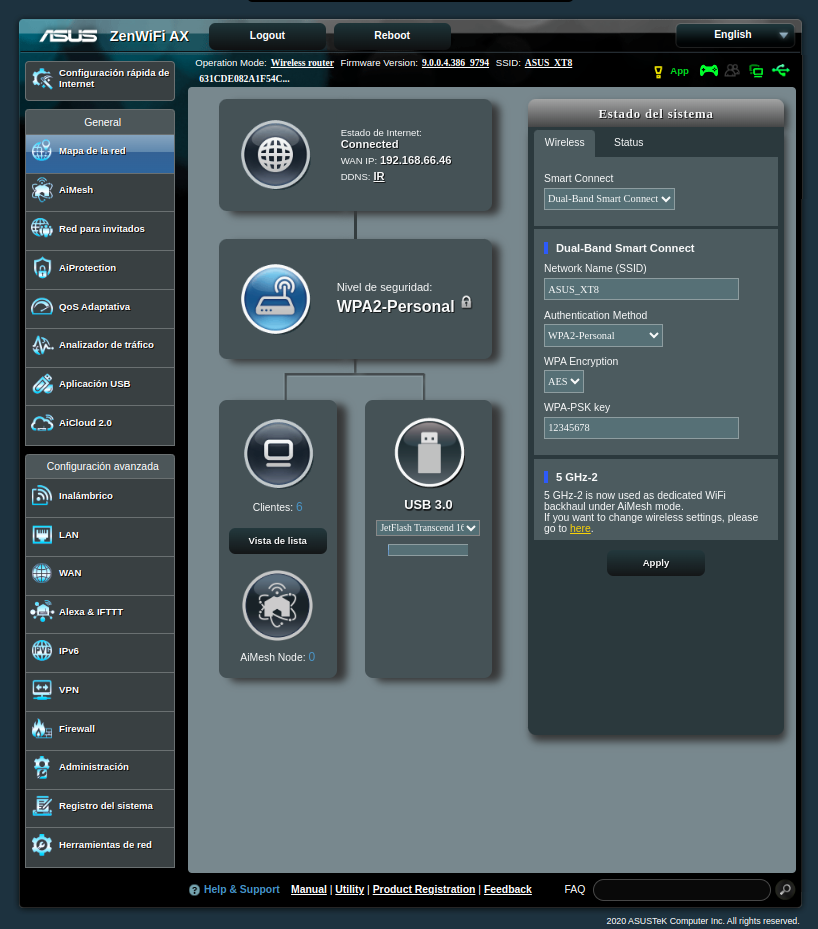 ASUS ZenWiFi AX Logout Reboot English
Operation Mode: Wireless router Firmware Version: 9.0.0.4.386_9794 SSID: ASUS_XT8
631CDE082A1F54C...
App
Configuración rápida de
Internet
General
Mapa de la red
AiMesh
Red para invitados
AiProtection
QoS Adaptativa
Analizador de tráfico
Aplicación USB
AiCloud 2.0
Configuración avanzada
Inalámbrico
LAN
WAN
Alexa & IFTTT
IPv6
VPN
Firewall
Administración
Registro del sistema
Herramientas de red
Estado de Internet:
Connected
WAN IP: 192.168.66.46
DDNS: IR
Nivel de seguridad:
WPA2-Personal
Clientes: 6
Vista de lista
AiMesh Node: 0
USB 3.0
JetFlash Transcend 16
Estado del sistema
Wireless Status
Smart Connect
Dual-Band Smart Connect
Dual-Band Smart Connect
Network Name (SSID)
ASUS_XT8
Authentication Method
WPA2-Personal
WPA Encryption
AES
WPA-PSK key
12345678
5 GHz-2
5 GHz-2 is now used as dedicated WiFi
backhaul under AiMesh mode.
If you want to change wireless settings, please
go to here.
Apply
? Help & Support Manual | Utility | Product Registration | Feedback FAQ
2020 ASUSTeK Computer Inc. All rights reserved.